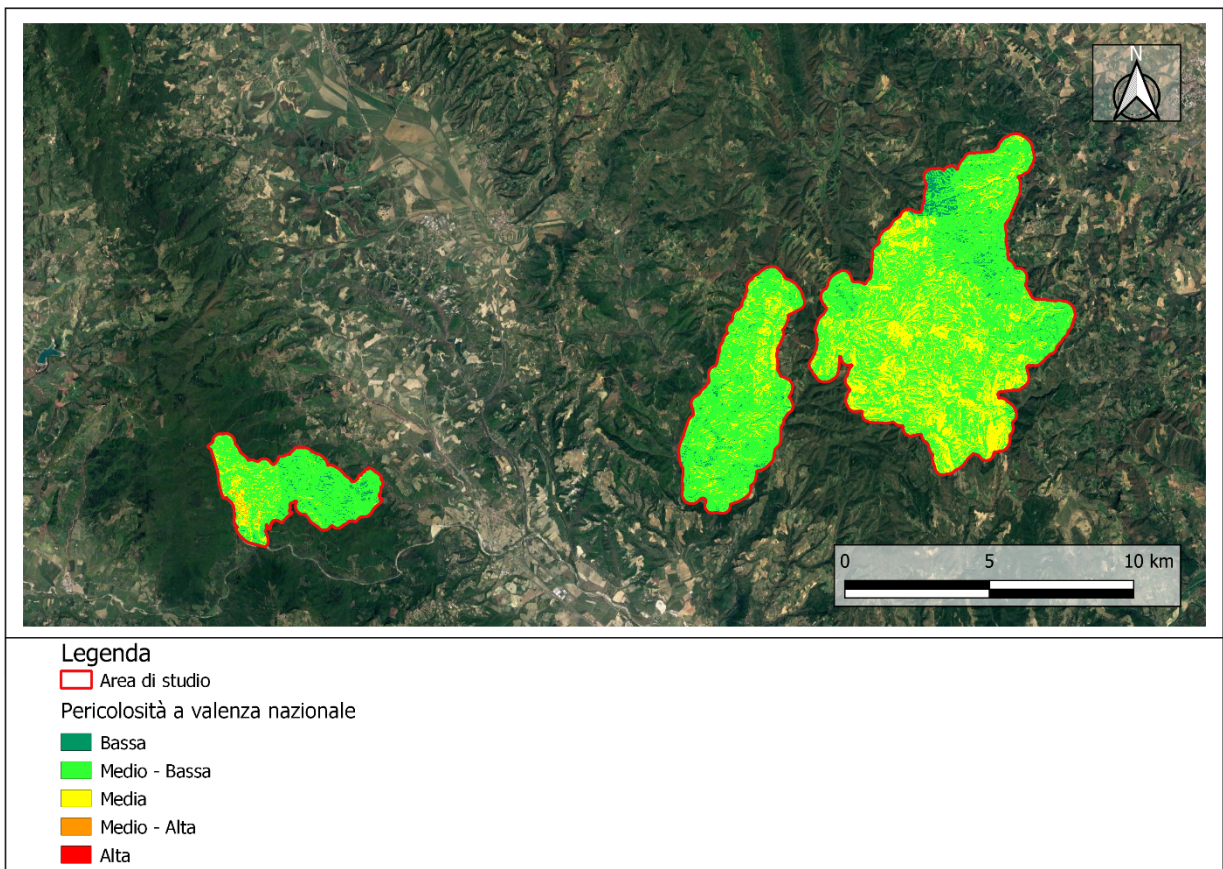 N
0 5 10 km
Legenda
Area di studio
Pericolosità a valenza nazionale
Bassa
Medio - Bassa
Media
Medio - Alta
Alta